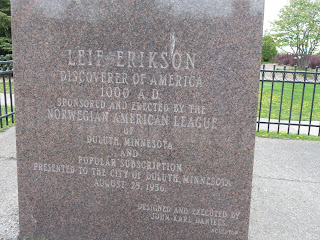 LEIF ERIKSON
DISCOVERER OF AMERICA
1000 A.D.
SPONSORED AND ERECTED BY THE
NORWEGIAN AMERICAN LEAGUE
OF
DULUTH, MINNESOTA
AND
POPULAR SUBSCRIPTION
PRESENTED TO THE CITY OF DULUTH, MINNESOTA
AUGUST 25, 1956.
DESIGNED AND EXECUTED BY
JOHN KARL DANIELS
SCULPTOR